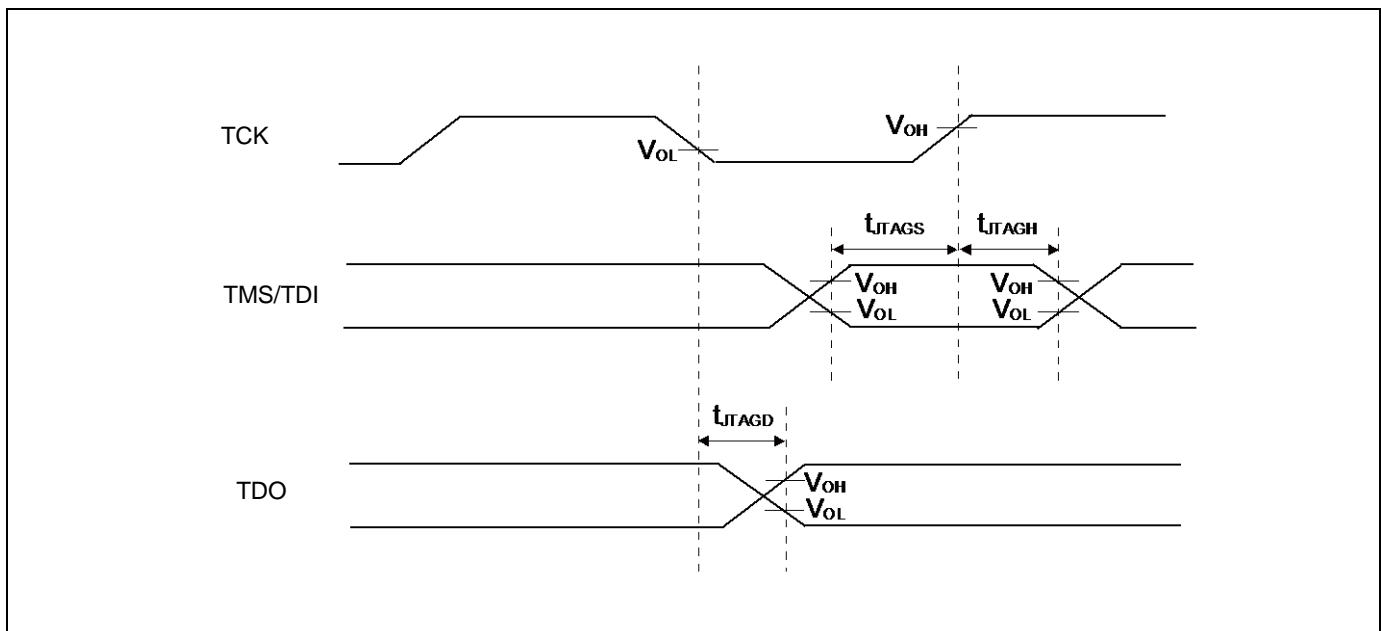 TCK
VOL
VOH
tJTAGS
tJTAGH
TMS/TDI
VOH
VOL
VOH
VOL
tJTAGD
TDO
VOH
VOL